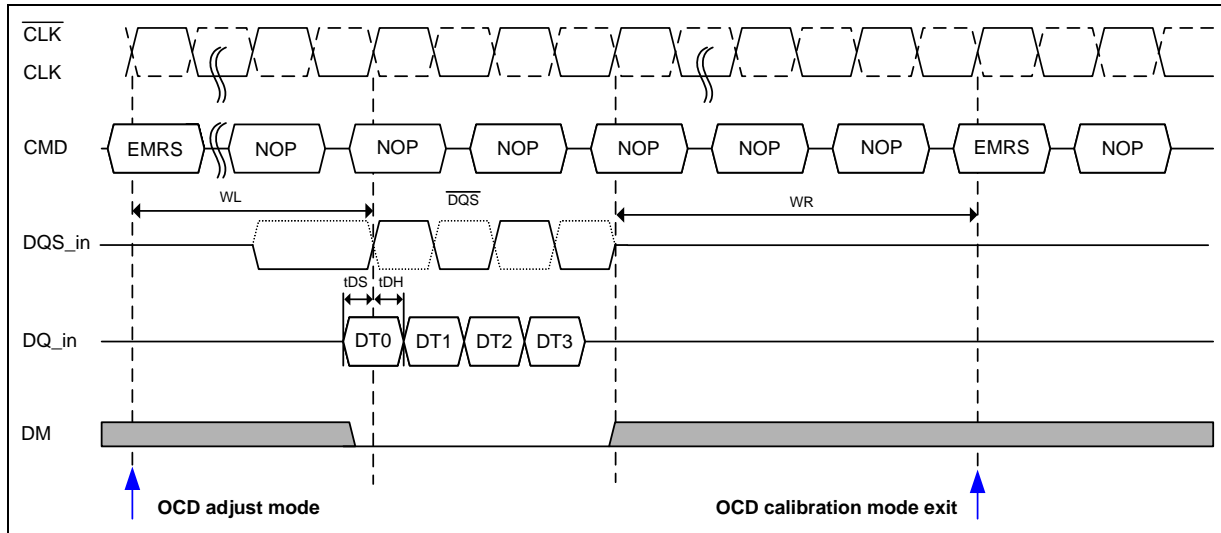 CLK
CLK
CMD EMRS NOP NOP NOP NOP NOP NOP EMRS NOP
WL DQS WR
DQS_in
tDS tDH
DQ_in DT0 DT1 DT2 DT3
DM
OCD adjust mode OCD calibration mode exit